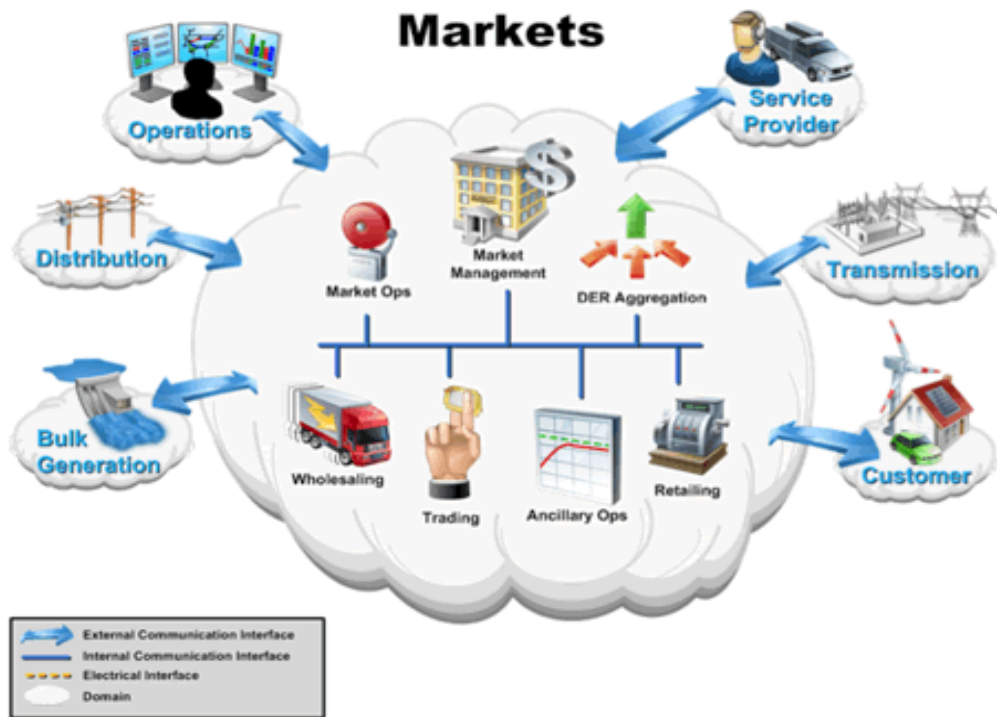 Markets
Operations
Service
Provider
Distribution
Transmission
Market Ops
Market
Management
DER Aggregation
Bulk
Generation
Wholesaling
Trading
Ancillary Ops
Retailing
Customer
External Communication Interface
Internal Communication Interface
Electrical Interface
Domain